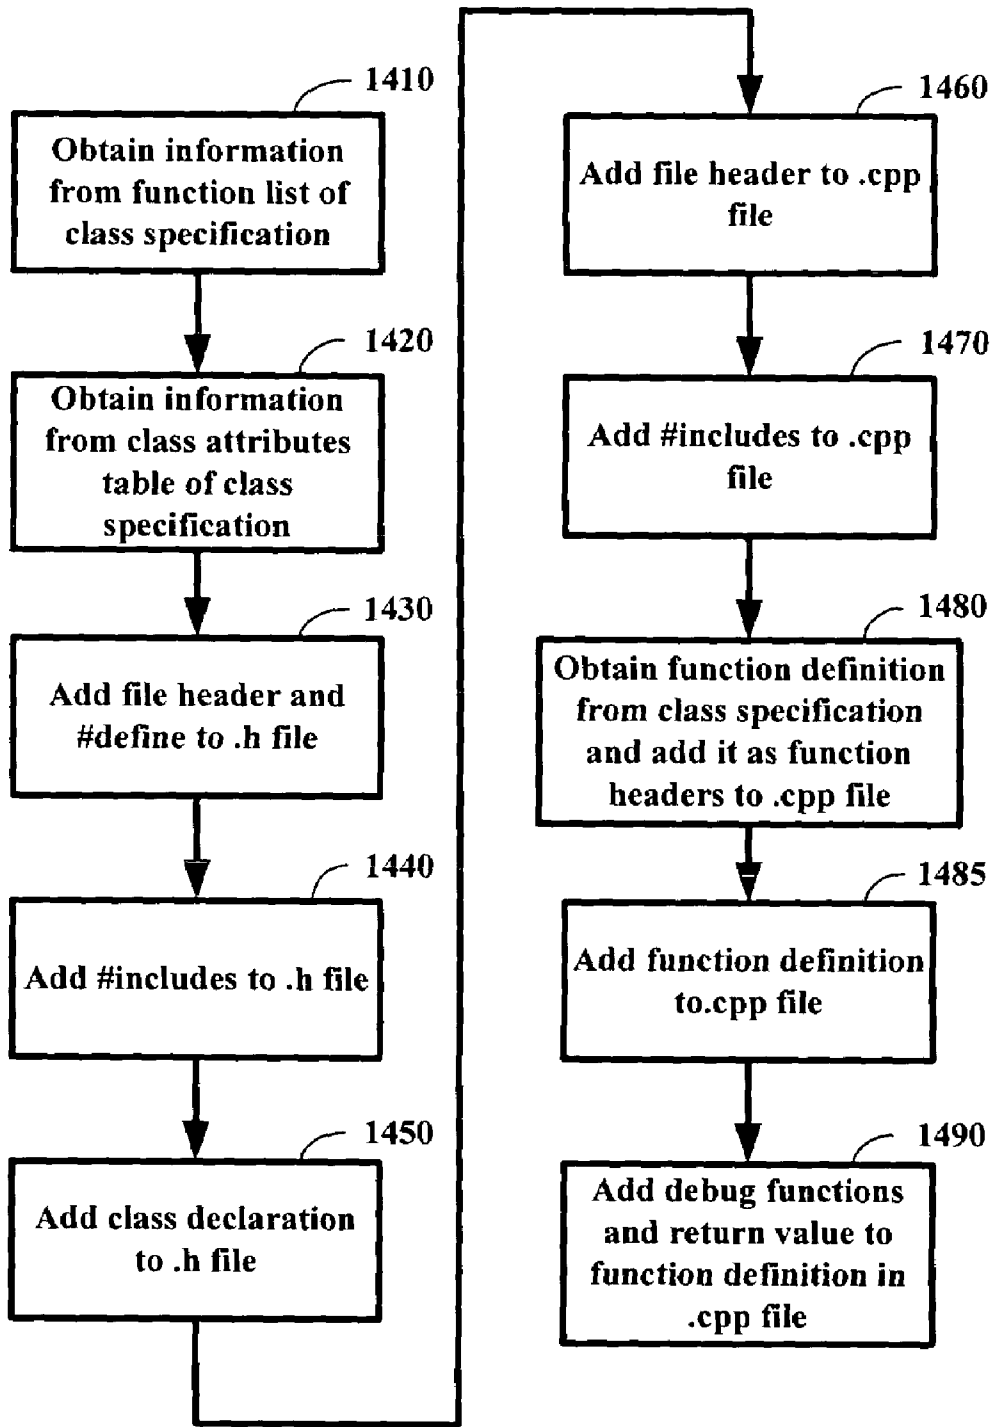 1410
Obtain information
from function list of
class specification
1420
Obtain information
from class attributes
table of class
specification
1430
Add file header and
#define to .h file
1440
Add #includes to .h file
1450
Add class declaration
to .h file
1460
Add file header to .cpp
file
1470
Add #includes to .cpp
file
1480
Obtain function definition
from class specification
and add it as function
headers to .cpp file
1485
Add function definition
to.cpp file
1490
Add debug functions
and return value to
function definition in
.cpp file